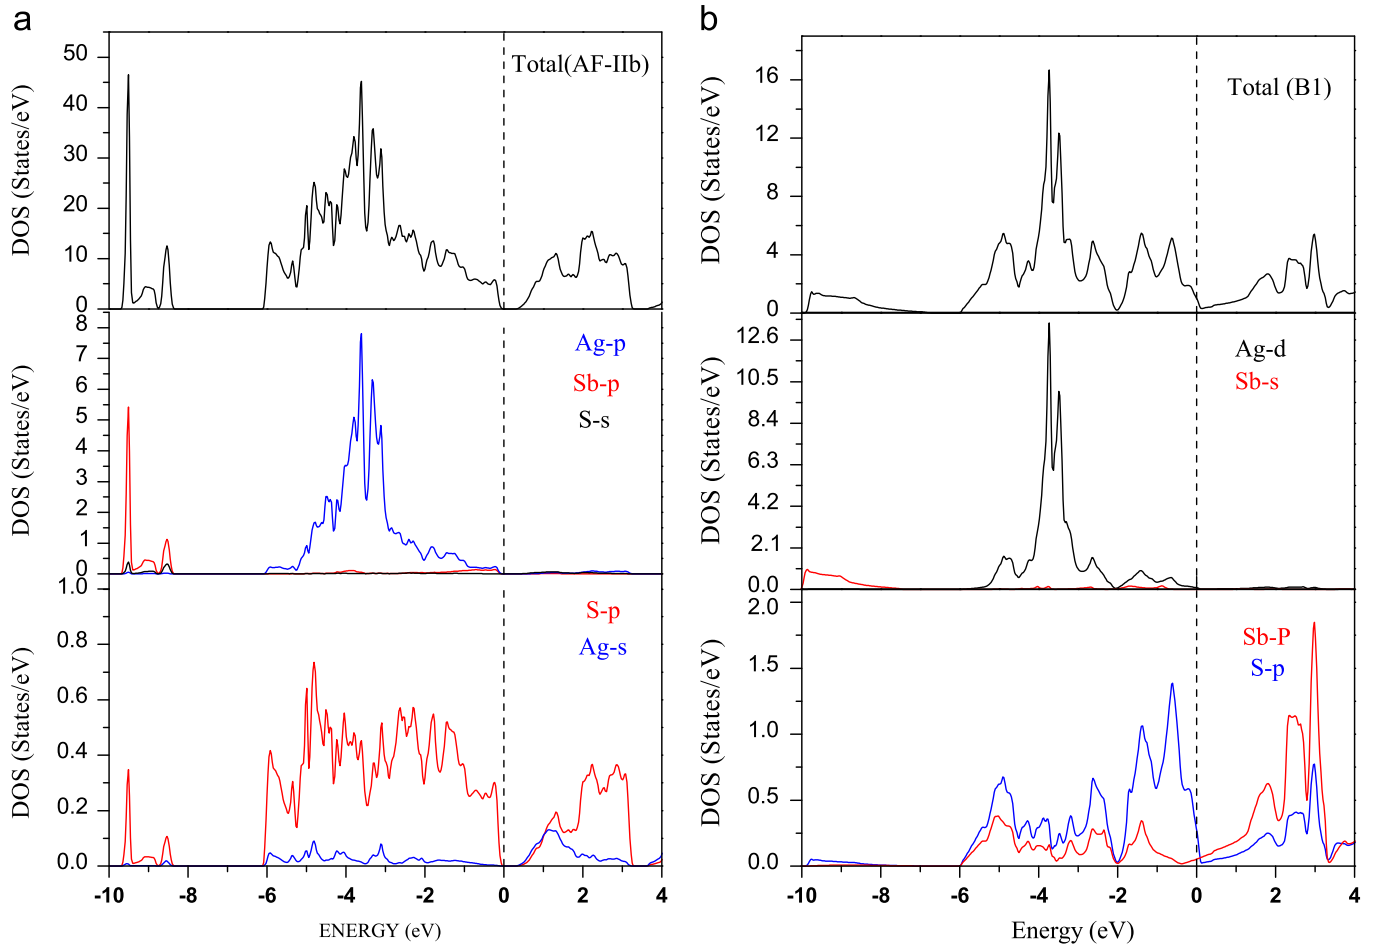 a
Total(AF-IIb)
DOS (States/eV)
50
40
30
20
10
0
Ag-p
Sb-p
S-s
DOS (States/eV)
8
7
6
5
4
3
2
1
0
S-p
Ag-s
DOS (States/eV)
1.0
0.8
0.6
0.4
0.2
0.0
-10 -8 -6 -4 -2 0 2 4
ENERGY (eV)
b
Total (B1)
DOS (States/eV)
16
12
8
4
0
Ag-d
Sb-s
DOS (States/eV)
12.6
10.5
8.4
6.3
4.2
2.1
0.0
Sb-P
S-p
DOS (States/eV)
2.0
1.5
1.0
0.5
0.0
-10 -8 -6 -4 -2 0 2 4
Energy (eV)